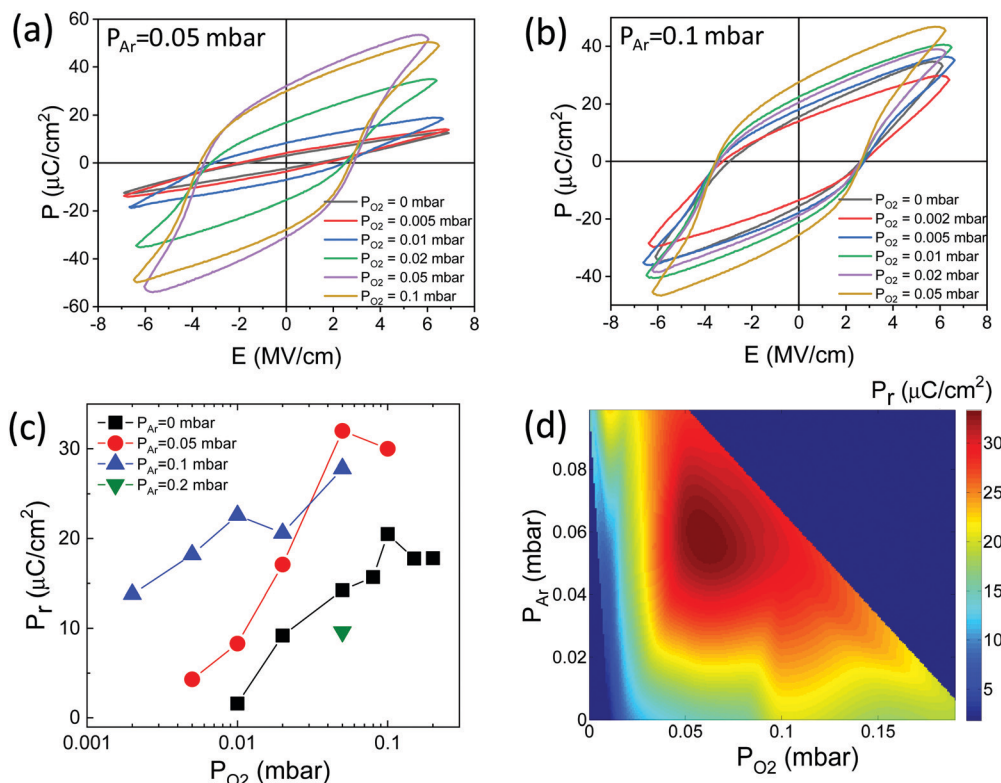 (a)
P_Ar=0.05 mbar
P (μC/cm²)
60
40
20
0
-20
-40
-60
P_O2 = 0 mbar
P_O2 = 0.005 mbar
P_O2 = 0.01 mbar
P_O2 = 0.02 mbar
P_O2 = 0.05 mbar
P_O2 = 0.1 mbar
-8 -6 -4 -2 0 2 4 6 8
E (MV/cm)
(b)
P_Ar=0.1 mbar
P (μC/cm²)
40
20
0
-20
-40
P_O2 = 0 mbar
P_O2 = 0.002 mbar
P_O2 = 0.005 mbar
P_O2 = 0.01 mbar
P_O2 = 0.02 mbar
P_O2 = 0.05 mbar
-8 -6 -4 -2 0 2 4 6 8
E (MV/cm)
(c)
P_r (μC/cm²)
30
20
10
0
P_Ar=0 mbar
P_Ar=0.05 mbar
P_Ar=0.1 mbar
P_Ar=0.2 mbar
0.001 0.01 0.1
P_O2 (mbar)
(d)
P_r (μC/cm²)
P_Ar (mbar)
0.08
0.06
0.04
0.02
0
0.05 0.1 0.15
P_O2 (mbar)
30
25
20
15
10
5